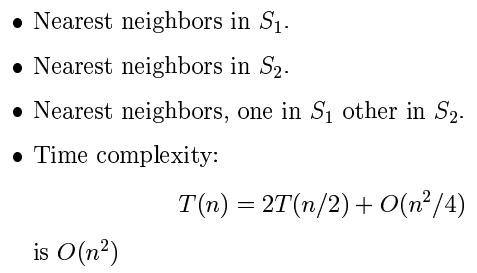 • Nearest neighbors in S₁.
• Nearest neighbors in S₂.
• Nearest neighbors, one in S₁ other in S₂.
• Time complexity:
T(n) = 2T(n/2) + O(n²/4)
is O(n²)